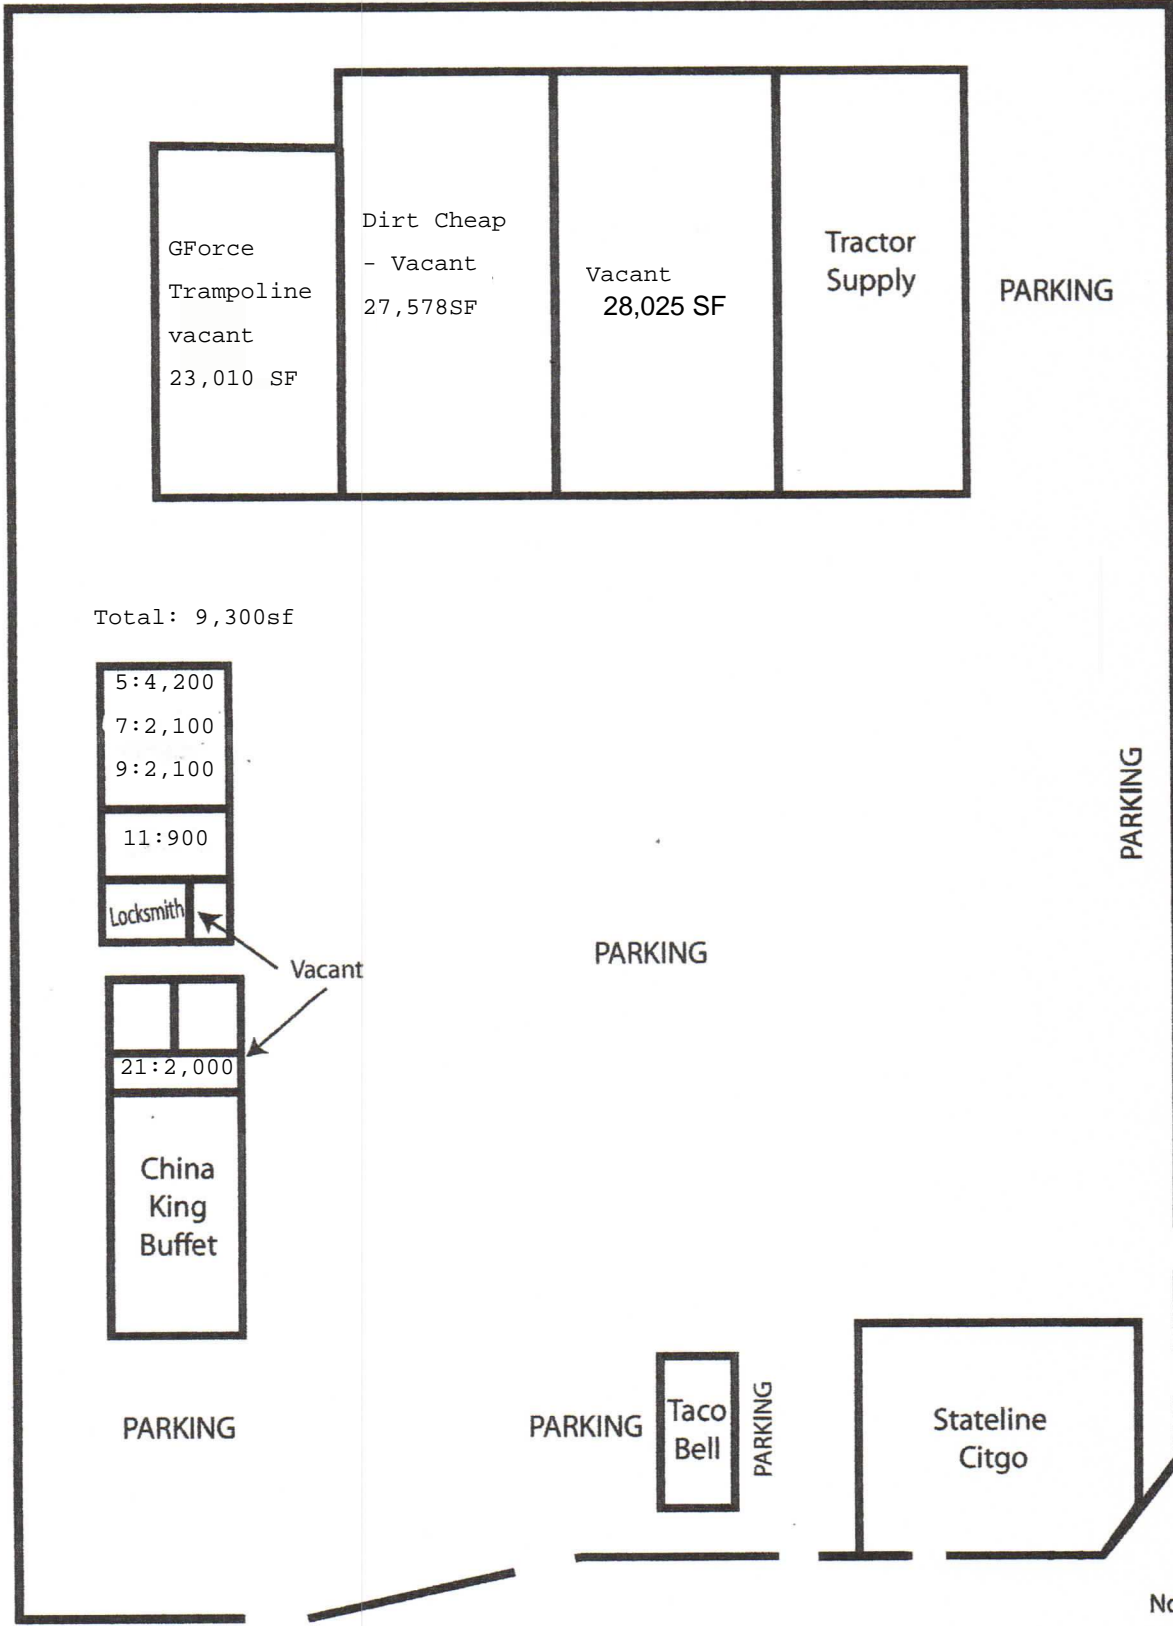 GForce
Trampoline
vacant
23,010 SF
Dirt Cheap
- Vacant
27,578SF
Vacant
28,025 SF
Tractor
Supply
PARKING
Total: 9,300sf
5:4,200
7:2,100
9:2,100
11:900
Locksmith
Vacant
PARKING
PARKING
21:2,000
China
King
Buffet
PARKING
PARKING
Taco
Bell
PARKING
Stateline
Citgo